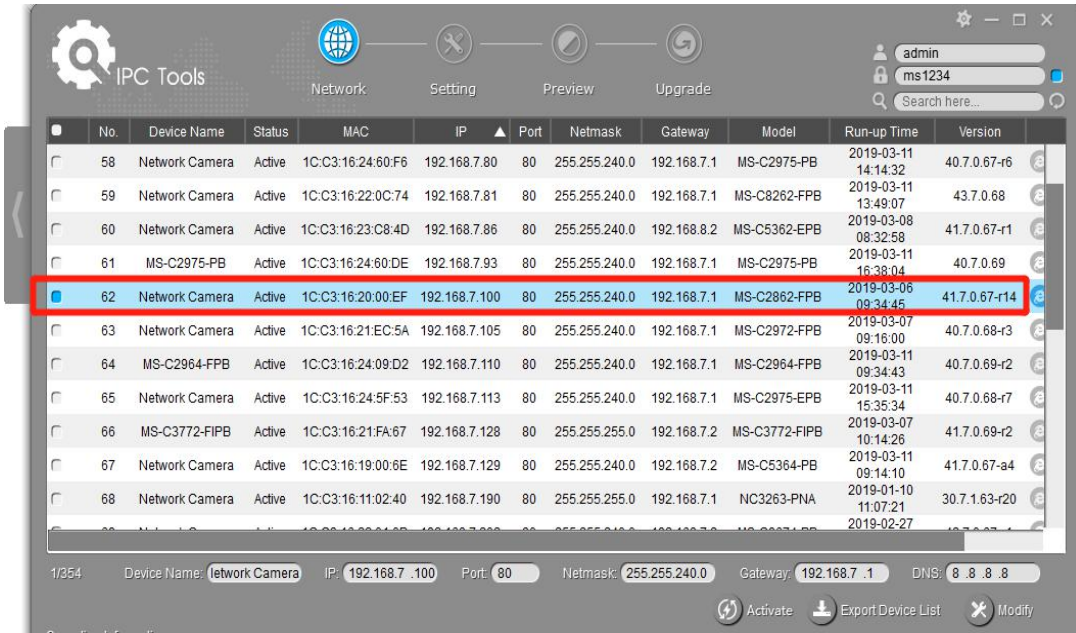 IPC Tools
Network Setting Preview Upgrade
admin
ms1234
Search here...
No. Device Name Status MAC IP Port Netmask Gateway Model Run-up Time Version
58 Network Camera Active 1C:C3:16:24:60:F6 192.168.7.80 80 255.255.240.0 192.168.7.1 MS-C2975-PB 2019-03-11 14:14:32 40.7.0.67-r6
59 Network Camera Active 1C:C3:16:22:0C:74 192.168.7.81 80 255.255.240.0 192.168.7.1 MS-C8262-FPB 2019-03-11 13:49:07 43.7.0.68
60 Network Camera Active 1C:C3:16:23:C8:4D 192.168.7.86 80 255.255.240.0 192.168.8.2 MS-C5362-EPB 2019-03-08 08:32:58 41.7.0.67-r1
61 MS-C2975-PB Active 1C:C3:16:24:60:DE 192.168.7.93 80 255.255.240.0 192.168.7.1 MS-C2975-PB 2019-03-11 16:38:04 40.7.0.69
62 Network Camera Active 1C:C3:16:20:00:EF 192.168.7.100 80 255.255.240.0 192.168.7.1 MS-C2862-FPB 2019-03-06 09:34:45 41.7.0.67-r14
63 Network Camera Active 1C:C3:16:21:EC:5A 192.168.7.105 80 255.255.240.0 192.168.7.1 MS-C2972-FPB 2019-03-07 09:16:00 40.7.0.68-r3
64 MS-C2964-FPB Active 1C:C3:16:24:09:D2 192.168.7.110 80 255.255.240.0 192.168.7.1 MS-C2964-FPB 2019-03-11 09:34:43 40.7.0.69-r2
65 Network Camera Active 1C:C3:16:24:5F:53 192.168.7.113 80 255.255.240.0 192.168.7.1 MS-C2975-EPB 2019-03-11 15:35:34 40.7.0.68-r7
66 MS-C3772-FIPB Active 1C:C3:16:21:FA:67 192.168.7.128 80 255.255.255.0 192.168.7.2 MS-C3772-FIPB 2019-03-07 10:14:26 41.7.0.69-r2
67 Network Camera Active 1C:C3:16:19:00:6E 192.168.7.129 80 255.255.240.0 192.168.7.2 MS-C5364-PB 2019-03-11 09:14:10 41.7.0.67-a4
68 Network Camera Active 1C:C3:16:11:02:40 192.168.7.190 80 255.255.255.0 192.168.7.1 NC3263-PNA 2019-01-10 11:07:21 30.7.1.63-r20
2019-02-27
1/354 Device Name: letwork Camera IP: 192.168.7 .100 Port: 80 Netmask: 255.255.240.0 Gateway: 192.168.7 .1 DNS: 8 .8 .8 .8
Activate Export Device List Modify